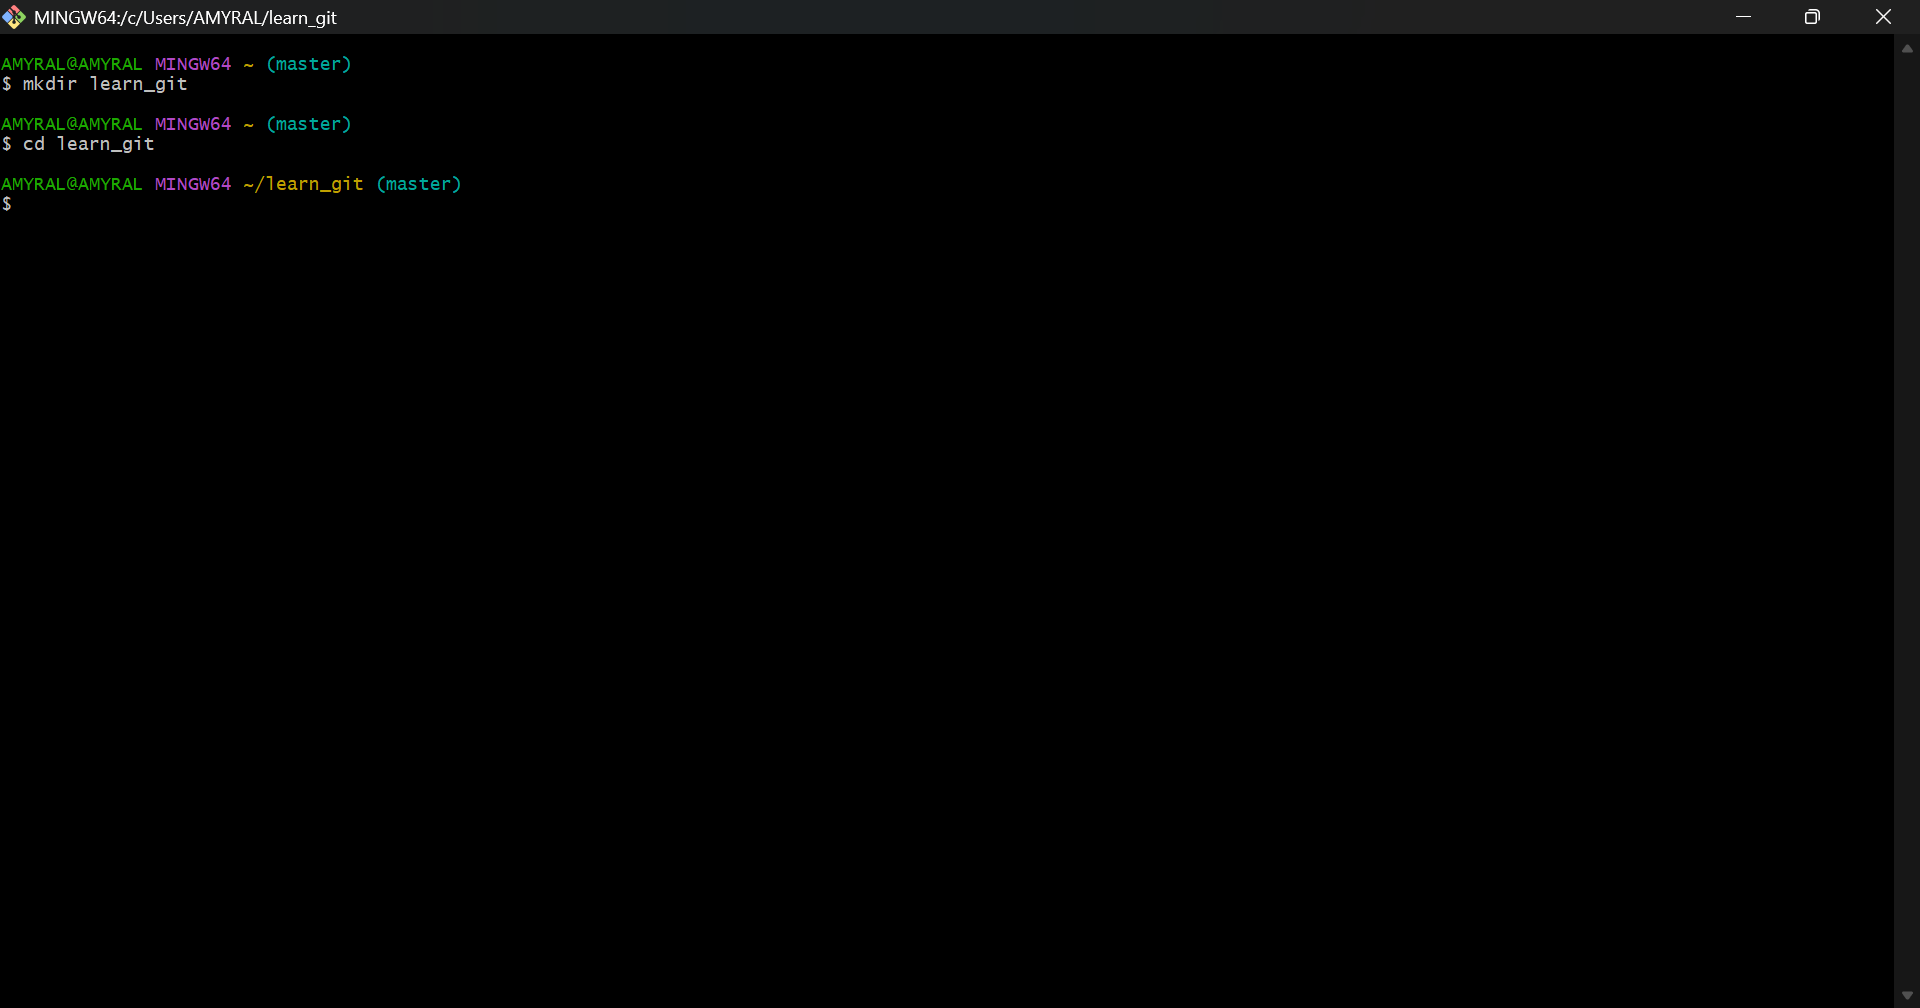 MINGW64:/c/Users/AMYRAL/learn_git
AMYRAL@AMYRAL MINGW64 ~ (master)
$ mkdir learn_git
AMYRAL@AMYRAL MINGW64 ~ (master)
$ cd learn_git
AMYRAL@AMYRAL MINGW64 ~/learn_git (master)
$